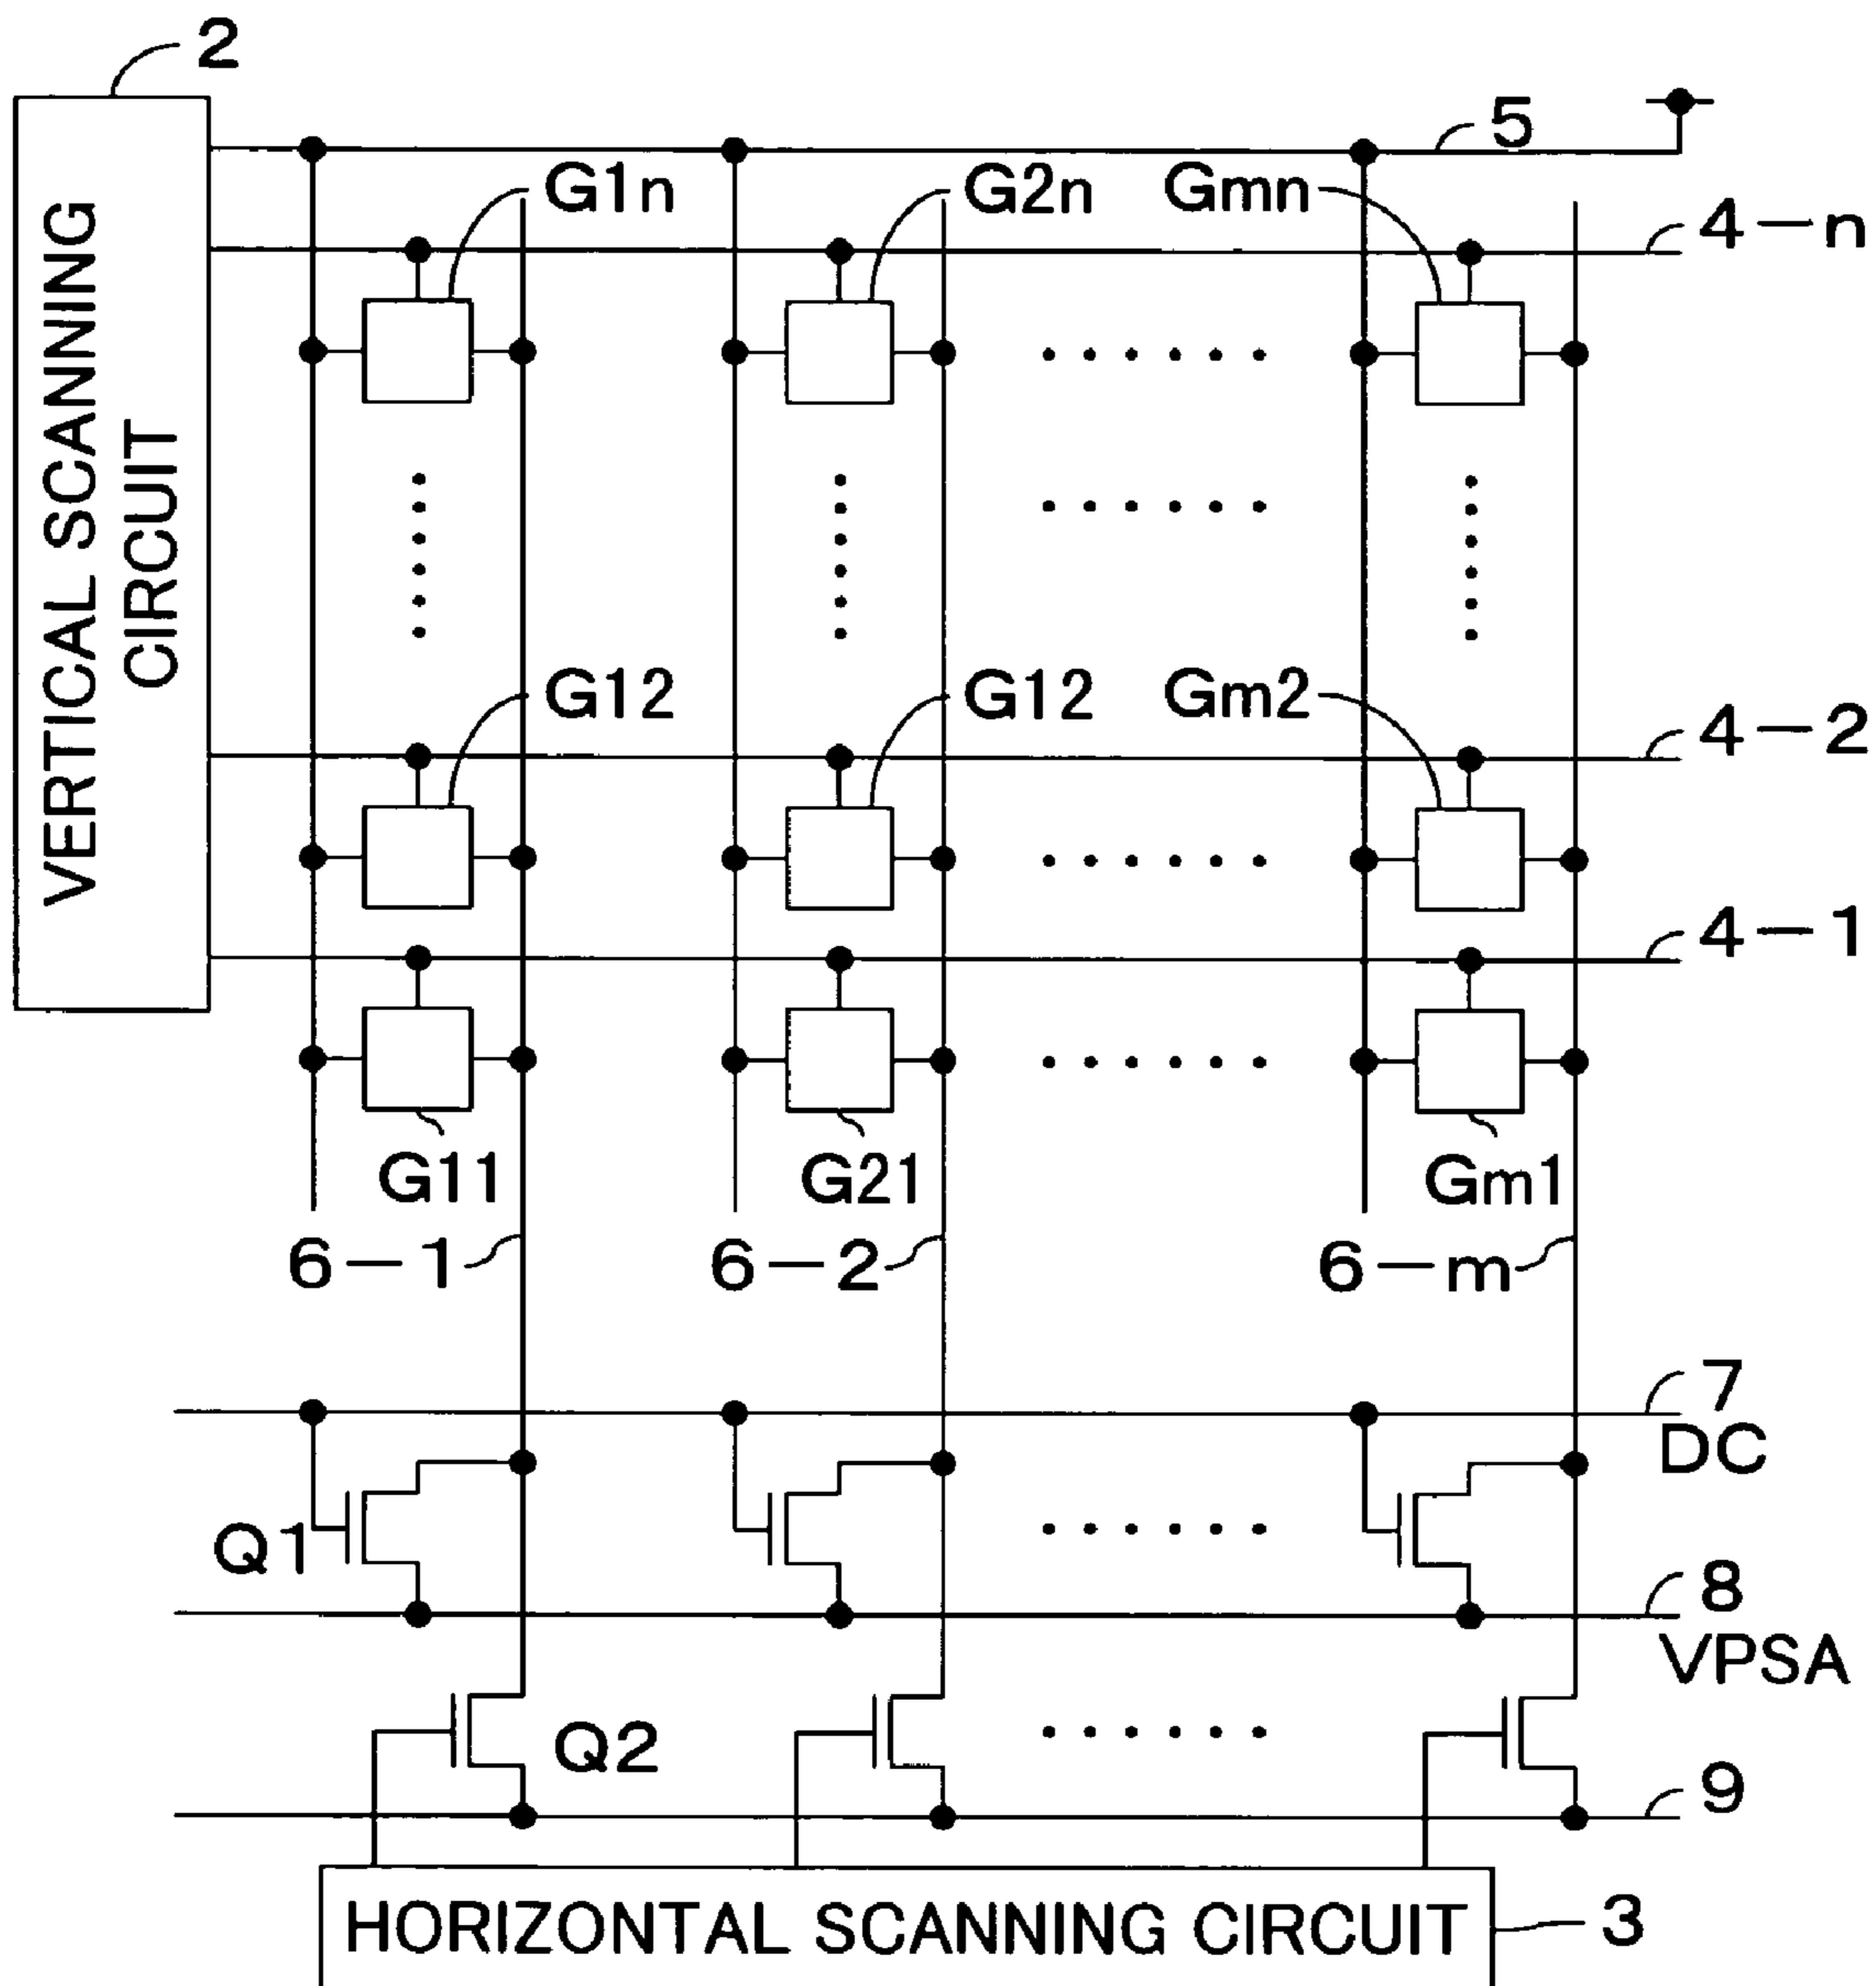 2
5
G1n
G2n
Gmn
4-n
VERTICAL SCANNING
CIRCUIT
G12
G12
Gm2
4-2
4-1
G11
G21
Gm1
6-1
6-2
6-m
7
DC
Q1
8
VPSA
Q2
9
HORIZONTAL SCANNING CIRCUIT
3